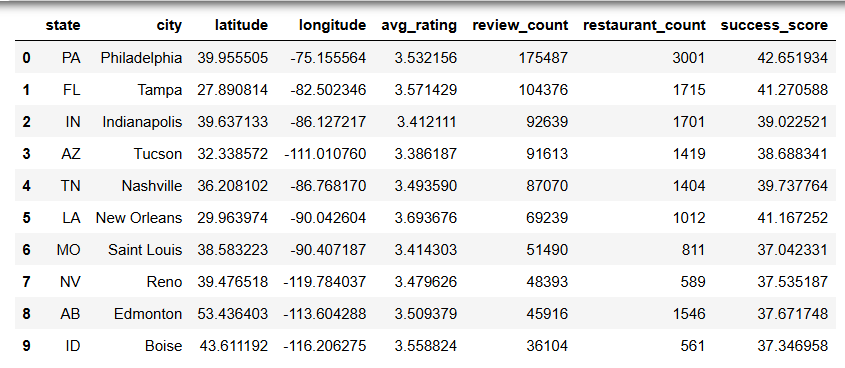 state city latitude longitude avg_rating review_count restaurant_count success_score
0 PA Philadelphia 39.955505 -75.155564 3.532156 175487 3001 42.651934
1 FL Tampa 27.890814 -82.502346 3.571429 104376 1715 41.270588
2 IN Indianapolis 39.637133 -86.127217 3.412111 92639 1701 39.022521
3 AZ Tucson 32.338572 -111.010760 3.386187 91613 1419 38.688341
4 TN Nashville 36.208102 -86.768170 3.493590 87070 1404 39.737764
5 LA New Orleans 29.963974 -90.042604 3.693676 69239 1012 41.167252
6 MO Saint Louis 38.583223 -90.407187 3.414303 51490 811 37.042331
7 NV Reno 39.476518 -119.784037 3.479626 48393 589 37.535187
8 AB Edmonton 53.436403 -113.604288 3.509379 45916 1546 37.671748
9 ID Boise 43.611192 -116.206275 3.558824 36104 561 37.346958